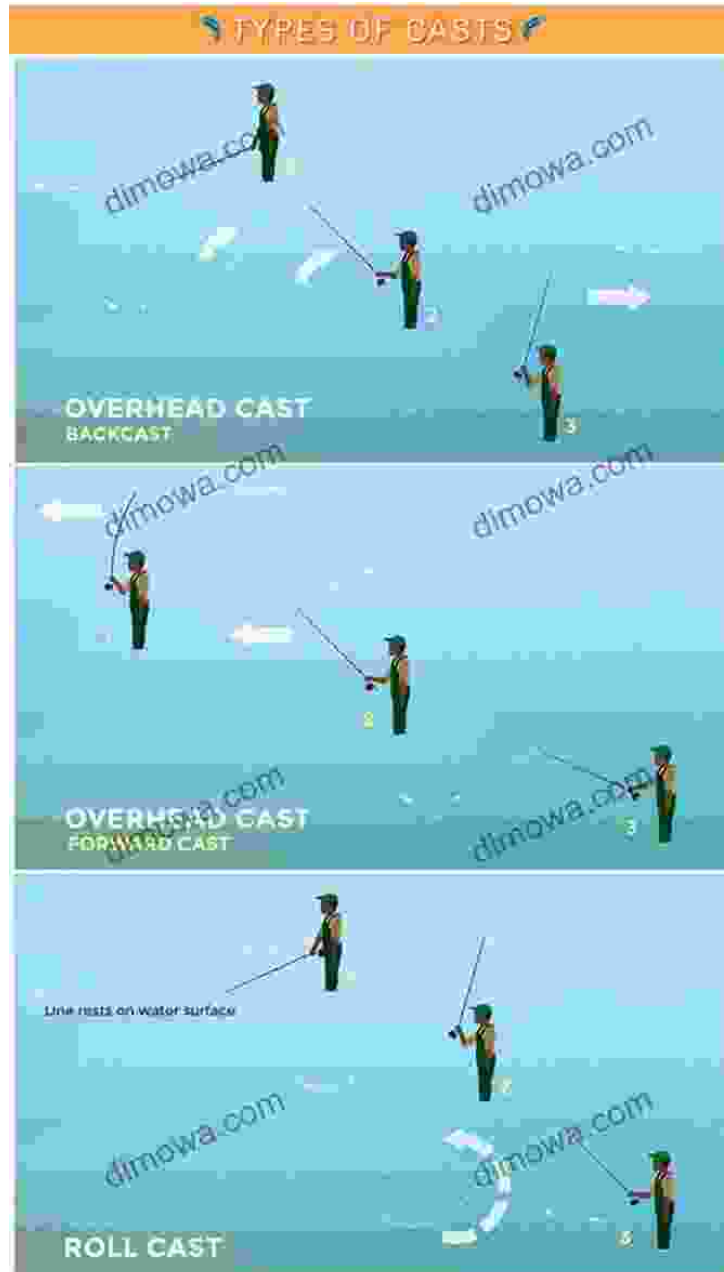 TYPES OF CASTS
dimowa.com
dimowa.com
2
3
OVERHEAD CAST
BACKCAST
dimowa.com
dimowa.com
2
3
dimowa.com
dimowa.com
OVERHEAD CAST
FORWARD CAST
Line rests on water surface
2
dimowa.com
dimowa.com
3
ROLL CAST